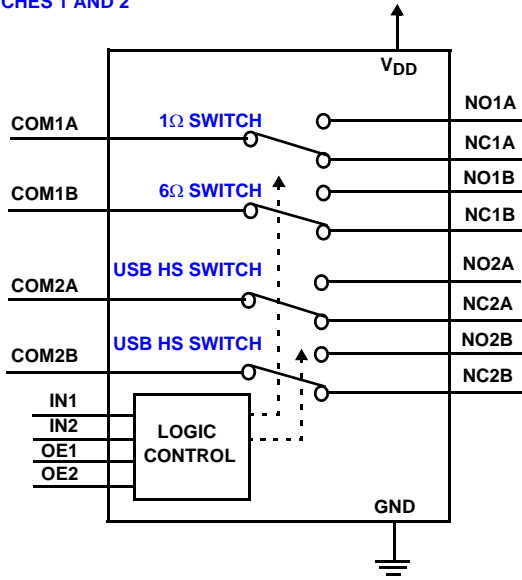 CHES 1 AND 2
VDD
COM1A
1Ω SWITCH
NO1A
NC1A
COM1B
6Ω SWITCH
NO1B
NC1B
COM2A
USB HS SWITCH
NO2A
NC2A
COM2B
USB HS SWITCH
NO2B
NC2B
IN1
IN2
OE1
OE2
LOGIC
CONTROL
GND